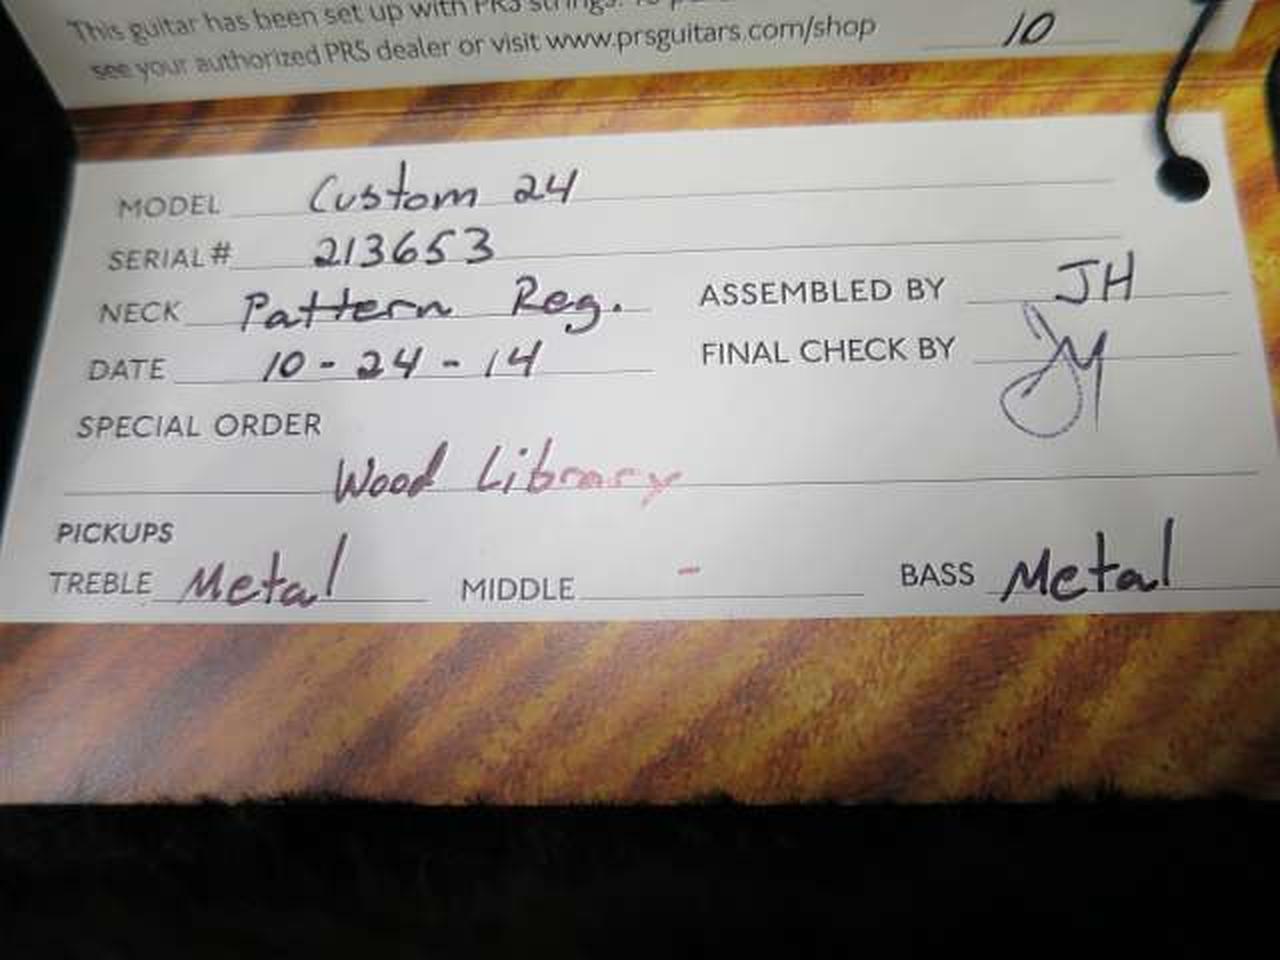 This guitar has been set up with PRS strings.
see your authorized PRS dealer or visit www.prsguitars.com/shop 10
MODEL Custom 24
SERIAL# 213653
NECK Pattern Reg. ASSEMBLED BY JH
DATE 10-24-14 FINAL CHECK BY
SPECIAL ORDER
Wood Library
PICKUPS
TREBLE Metal MIDDLE - BASS Metal